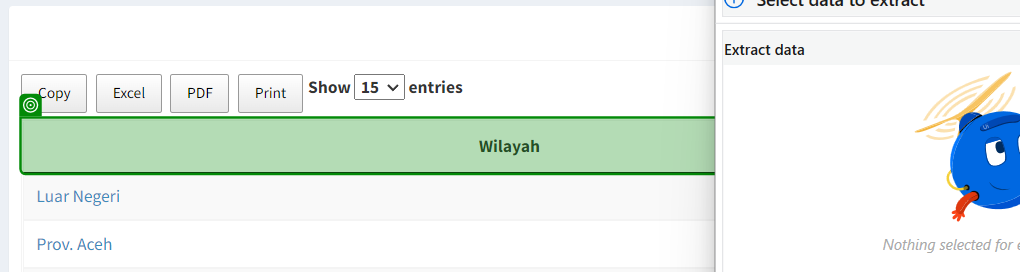 Select data to extract
Extract data
Copy Excel PDF Print Show 15 entries
Wilayah
Luar Negeri
Prov. Aceh
UI
Nothing selected for